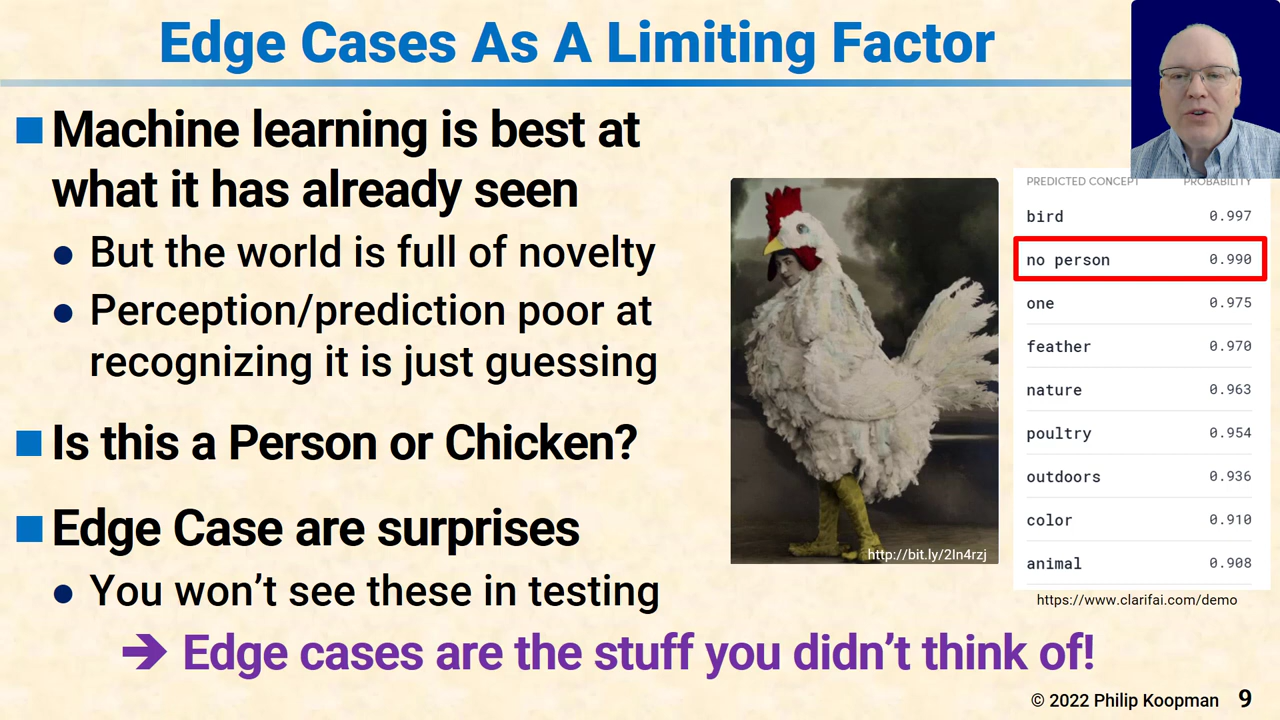 Edge Cases As A Limiting Factor
Machine learning is best at
what it has already seen
But the world is full of novelty
Perception/prediction poor at
recognizing it is just guessing
Is this a Person or Chicken?
Edge Case are surprises
You won't see these in testing
➔ Edge cases are the stuff you didn't think of!
http://bit.ly/2In4rzj
PREDICTED CONCEPT PROBABILITY
bird 0.997
no person 0.990
one 0.975
feather 0.970
nature 0.963
poultry 0.954
outdoors 0.936
color 0.910
animal 0.908
https://www.clarifai.com/demo
© 2022 Philip Koopman 9